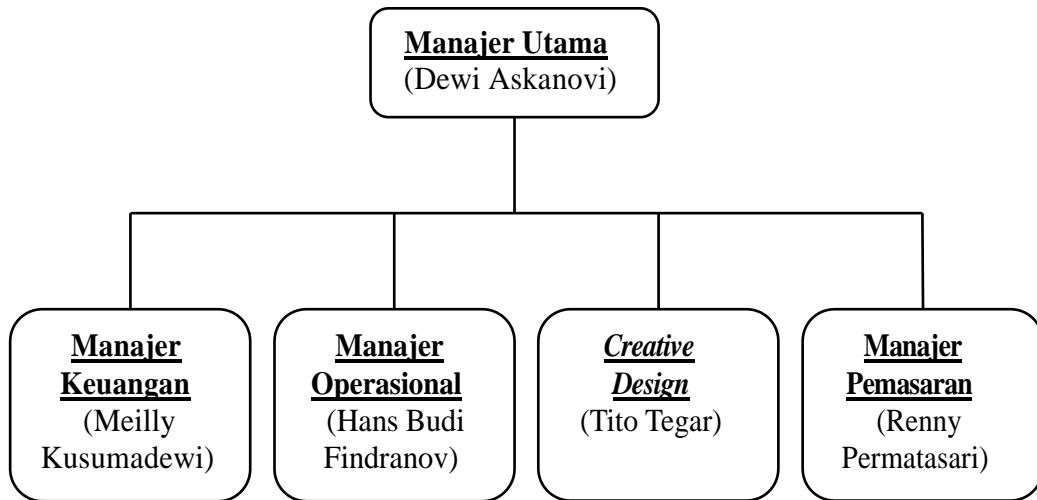 Manajer Utama
(Dewi Askanovi)
Manajer
Keuangan
(Meilly
Kusumadewi)
Manajer
Operasional
(Hans Budi
Findranov)
Creative
Design
(Tito Tegar)
Manajer
Pemasaran
(Renny
Permatasari)